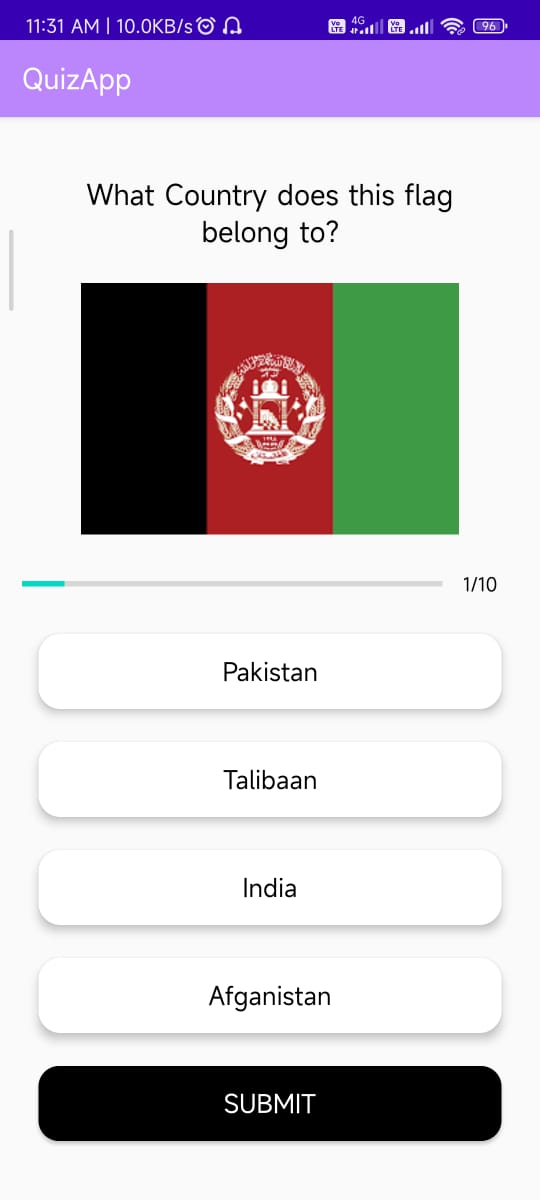 11:31 AM | 10.0KB/s
Vo LTE 4G Vo LTE 96
QuizApp
What Country does this flag
belong to?
1/10
Pakistan
Talibaan
India
Afganistan
SUBMIT